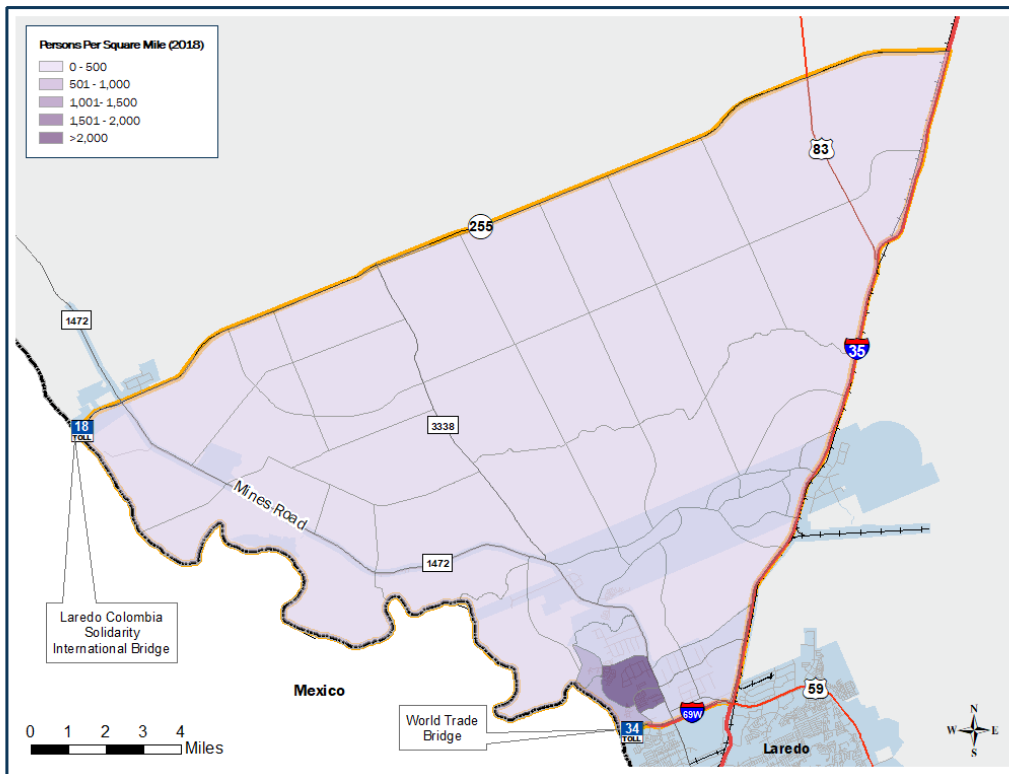 Persons Per Square Mile (2018)
0 - 500
501 - 1,000
1,001- 1,500
1,501 - 2,000
>2,000
83
255
1472
35
18
TOLL
3338
Mines Road
1472
Laredo Colombia
Solidarity
International Bridge
Mexico
59
69W
World Trade
Bridge
34
TOLL
Laredo
0 1 2 3 4
Miles
N
W E
S